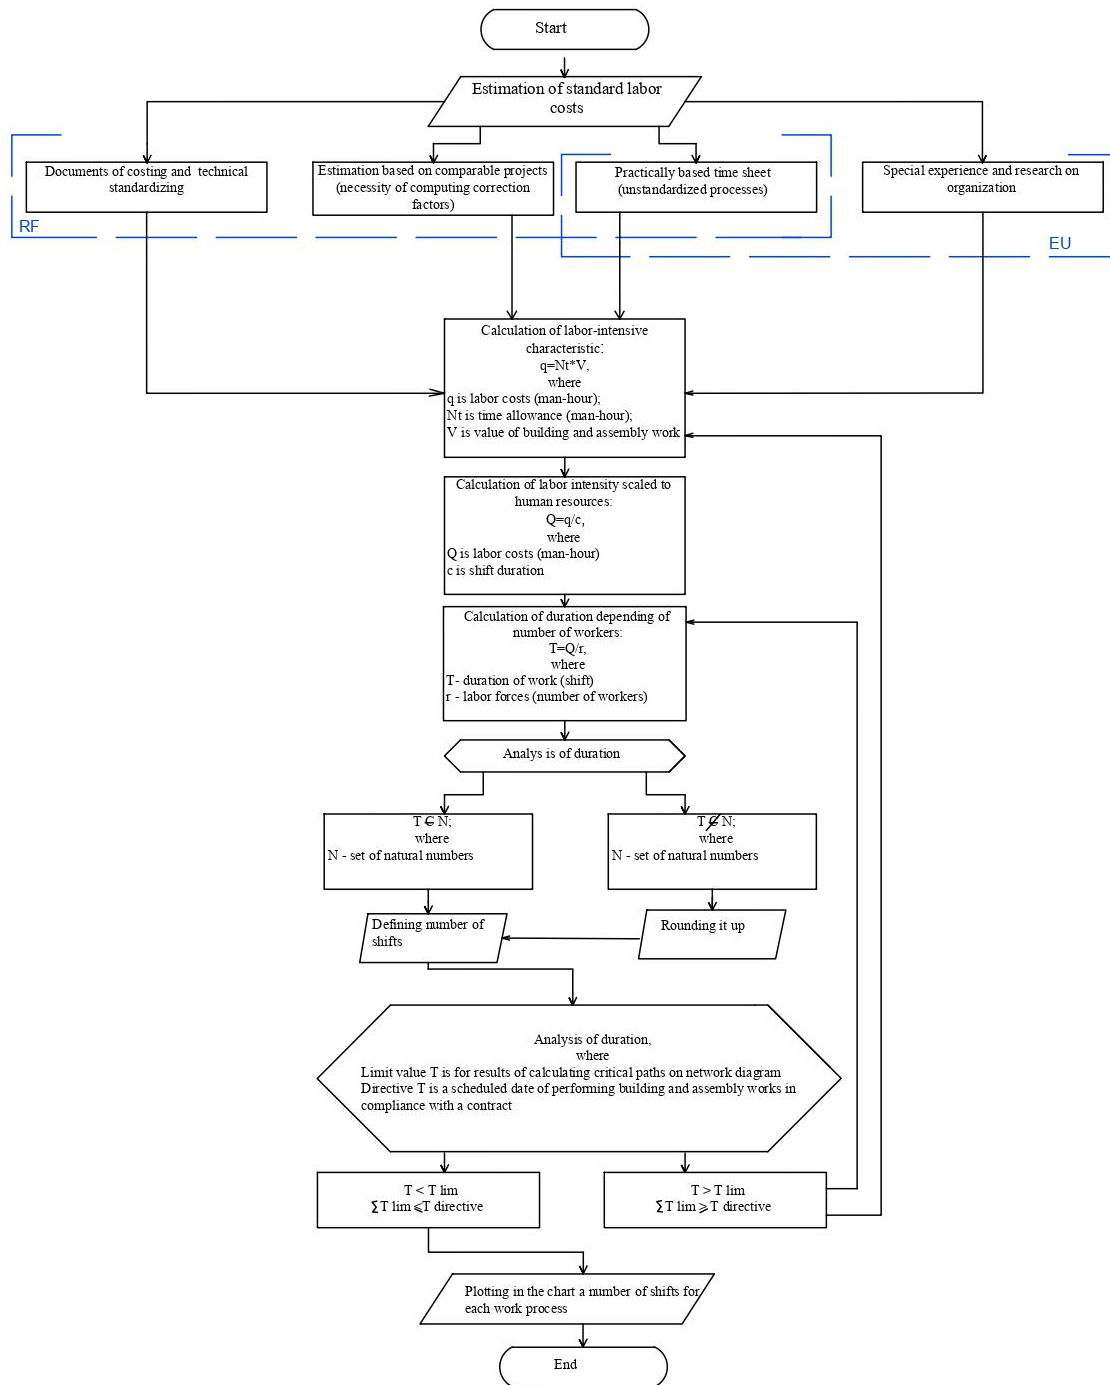 Start
Estimation of standard labor
costs
Documents of costing and technical
standardizing
Estimation based on comparable projects
(necessity of computing correction
factors)
Practically based time sheet
(unstandardized processes)
Special experience and research on
organization
RF
EU
Calculation of labor-intensive
characteristic:
q=Nt*V,
where
q is labor costs (man-hour);
Nt is time allowance (man-hour);
V is value of building and assembly work
Calculation of labor intensity scaled to
human resources:
Q=q/c,
where
Q is labor costs (man-hour)
c is shift duration
Calculation of duration depending of
number of workers:
T=Q/r,
where
T- duration of work (shift)
r - labor forces (number of workers)
Analys is of duration
T ∈ N;
where
N - set of natural numbers
T ∉ N;
where
N - set of natural numbers
Defining number of
shifts
Rounding it up
Analysis of duration,
where
Limit value T is for results of calculating critical paths on network diagram
Directive T is a scheduled date of performing building and assembly works in
compliance with a contract
T < T lim
∑T lim ⩽T directive
T > T lim
∑T lim ⩾T directive
Plotting in the chart a number of shifts for
each work process
End